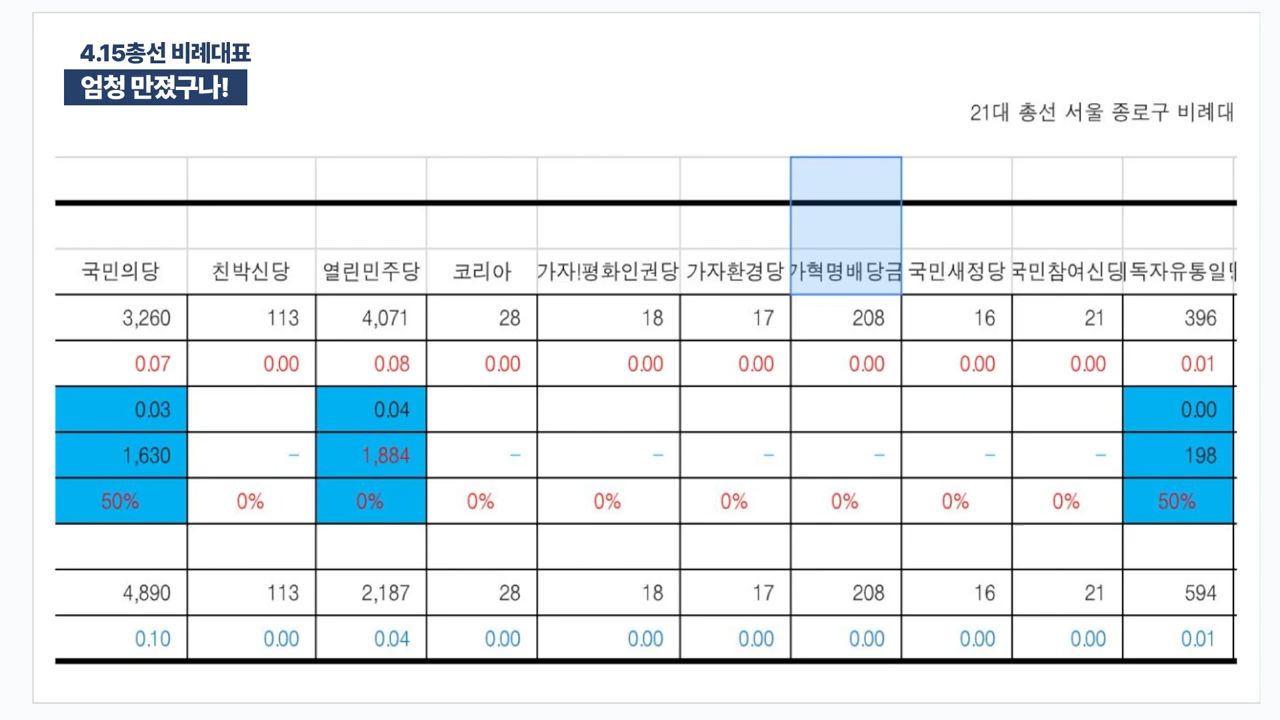 4.15총선 비례대표
엄청 만졌구나!
21대 총선 서울 종로구 비례대
국민의당 친박신당 열린민주당 코리아 가자!평화인권당 가자환경당 가혁명배당금 국민새정당 국민참여신당 독자유통일
3,260 113 4,071 28 18 17 208 16 21 396
0.07 0.00 0.08 0.00 0.00 0.00 0.00 0.00 0.00 0.01
0.03 0.04 0.00
1,630 – 1,884 – – – – – – 198
50% 0% 0% 0% 0% 0% 0% 0% 0% 50%
4,890 113 2,187 28 18 17 208 16 21 594
0.10 0.00 0.04 0.00 0.00 0.00 0.00 0.00 0.00 0.01